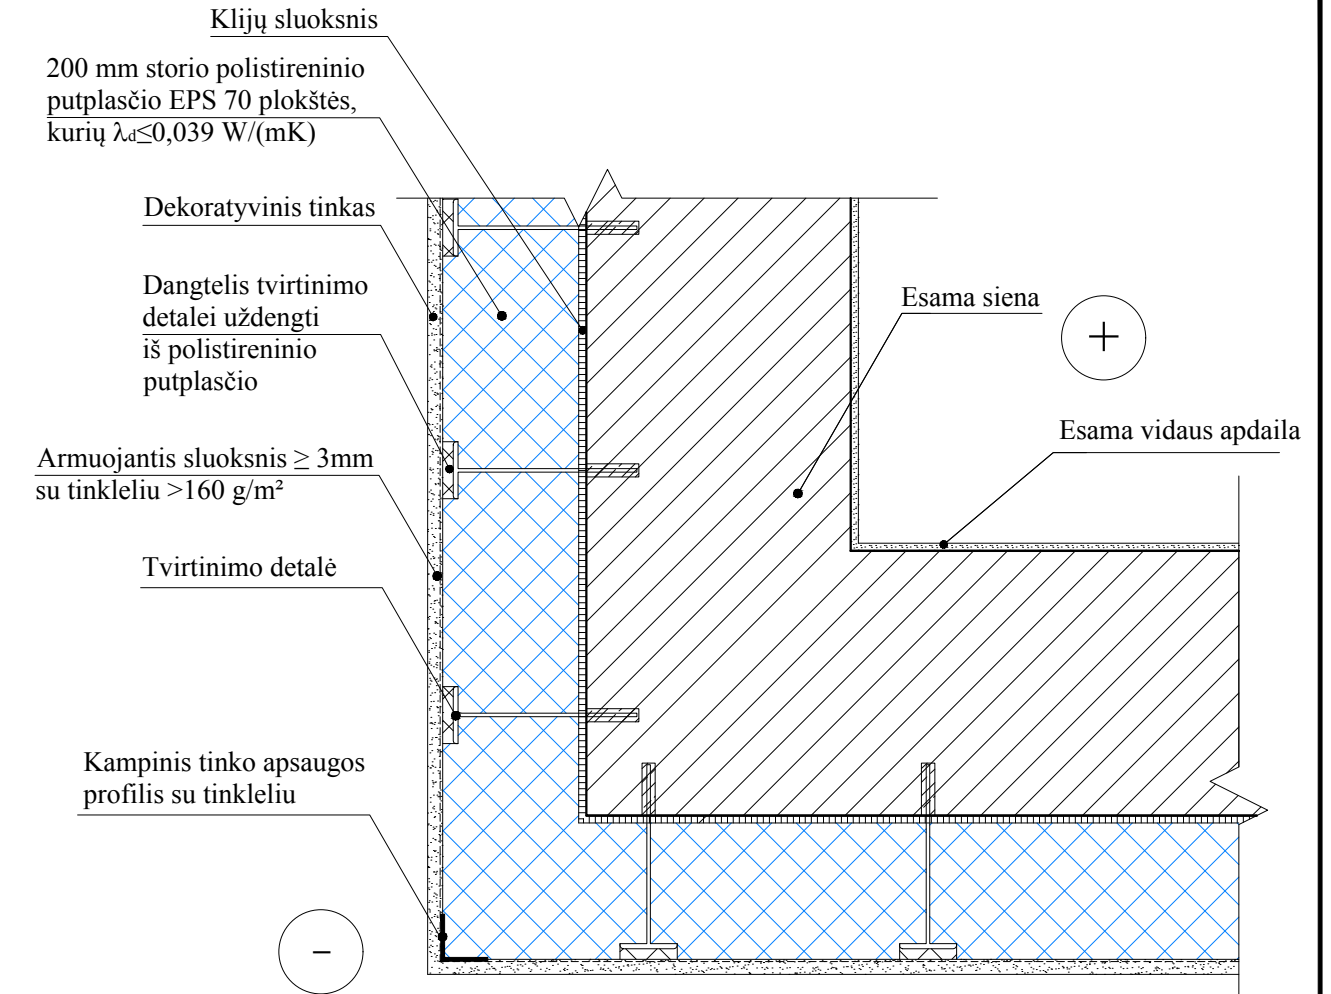 Klijų sluoksnis
200 mm storio polistireninio
putplasčio EPS 70 plokštės,
kurių λd≤0,039 W/(mK)
Dekoratyvinis tinkas
Dangtelis tvirtinimo
detalei uždengti
iš polistireninio
putplasčio
Armuojantis sluoksnis ≥ 3mm
su tinkleliu >160 g/m²
Tvirtinimo detalė
Kampinis tinko apsaugos
profilis su tinkleliu
Esama siena
+
Esama vidaus apdaila
-